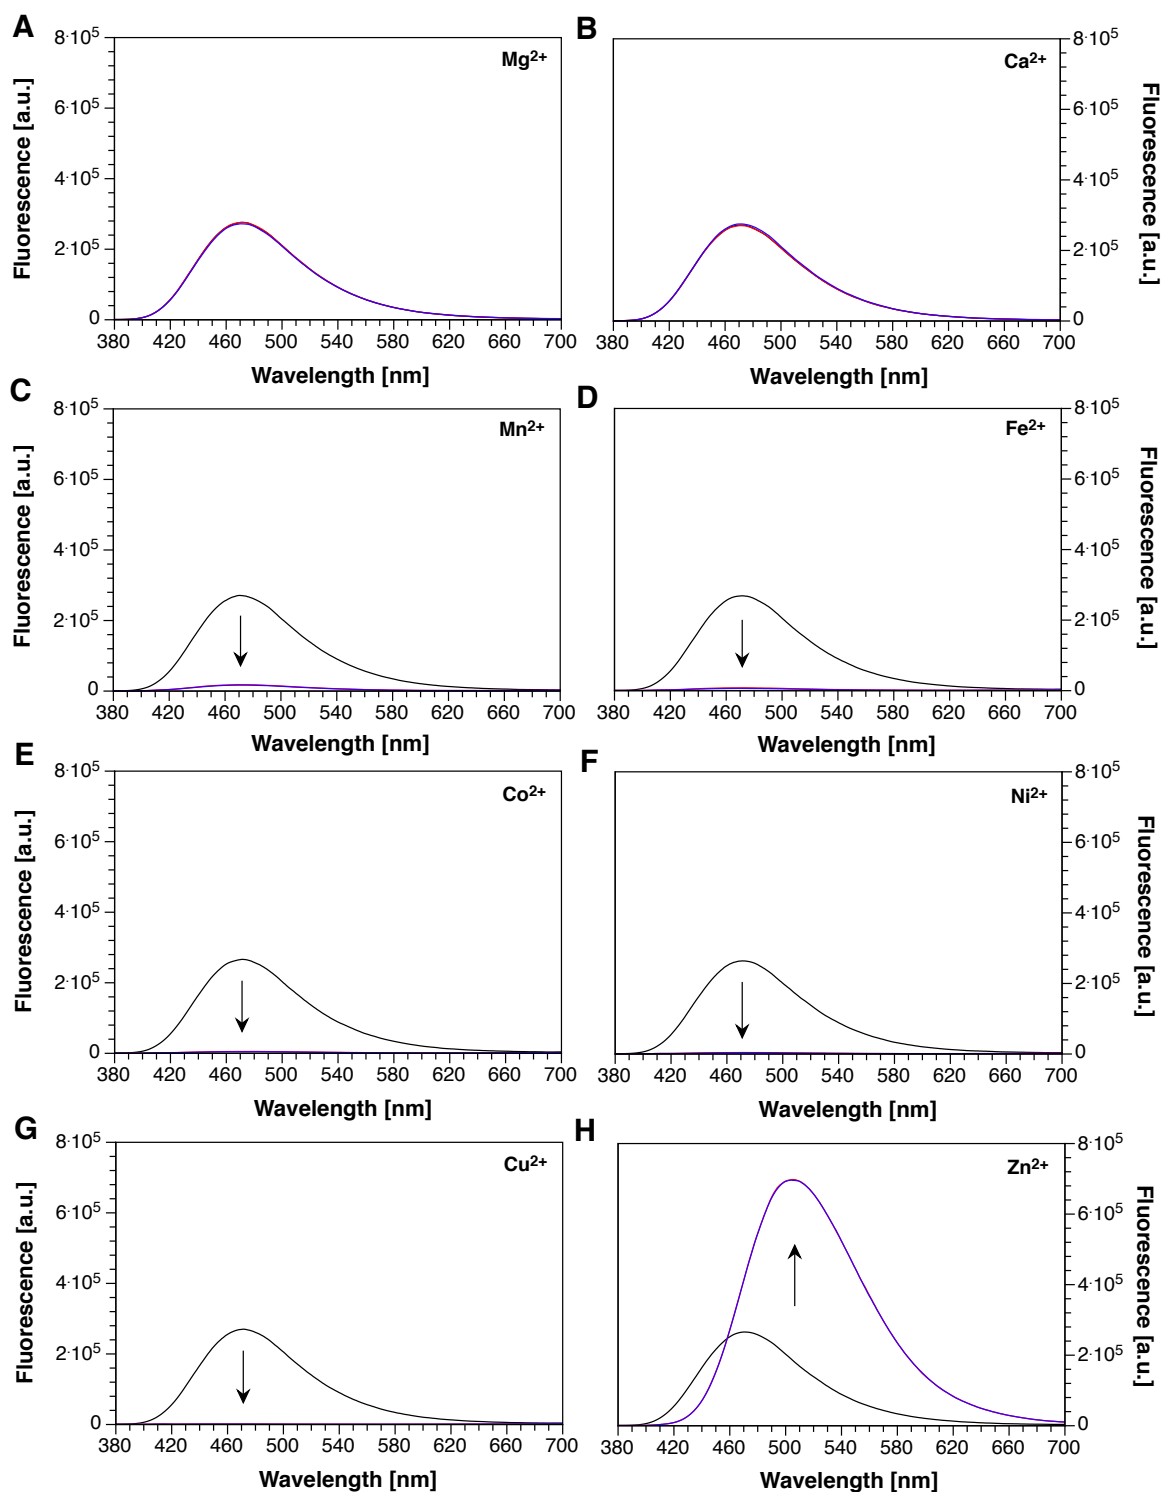 A
B
8·10⁵
6·10⁵
4·10⁵
2·10⁵
0
Fluorescence [a.u.]
Mg²⁺
380 420 460 500 540 580 620 660 700
Wavelength [nm]
Ca²⁺
8·10⁵
6·10⁵
4·10⁵
2·10⁵
0
Fluorescence [a.u.]
380 420 460 500 540 580 620 660 700
Wavelength [nm]
C
D
8·10⁵
6·10⁵
4·10⁵
2·10⁵
0
Fluorescence [a.u.]
Mn²⁺
380 420 460 500 540 580 620 660 700
Wavelength [nm]
Fe²⁺
8·10⁵
6·10⁵
4·10⁵
2·10⁵
0
Fluorescence [a.u.]
380 420 460 500 540 580 620 660 700
Wavelength [nm]
E
F
8·10⁵
6·10⁵
4·10⁵
2·10⁵
0
Fluorescence [a.u.]
Co²⁺
380 420 460 500 540 580 620 660 700
Wavelength [nm]
Ni²⁺
8·10⁵
6·10⁵
4·10⁵
2·10⁵
0
Fluorescence [a.u.]
380 420 460 500 540 580 620 660 700
Wavelength [nm]
G
H
8·10⁵
6·10⁵
4·10⁵
2·10⁵
0
Fluorescence [a.u.]
Cu²⁺
380 420 460 500 540 580 620 660 700
Wavelength [nm]
Zn²⁺
8·10⁵
6·10⁵
4·10⁵
2·10⁵
0
Fluorescence [a.u.]
380 420 460 500 540 580 620 660 700
Wavelength [nm]